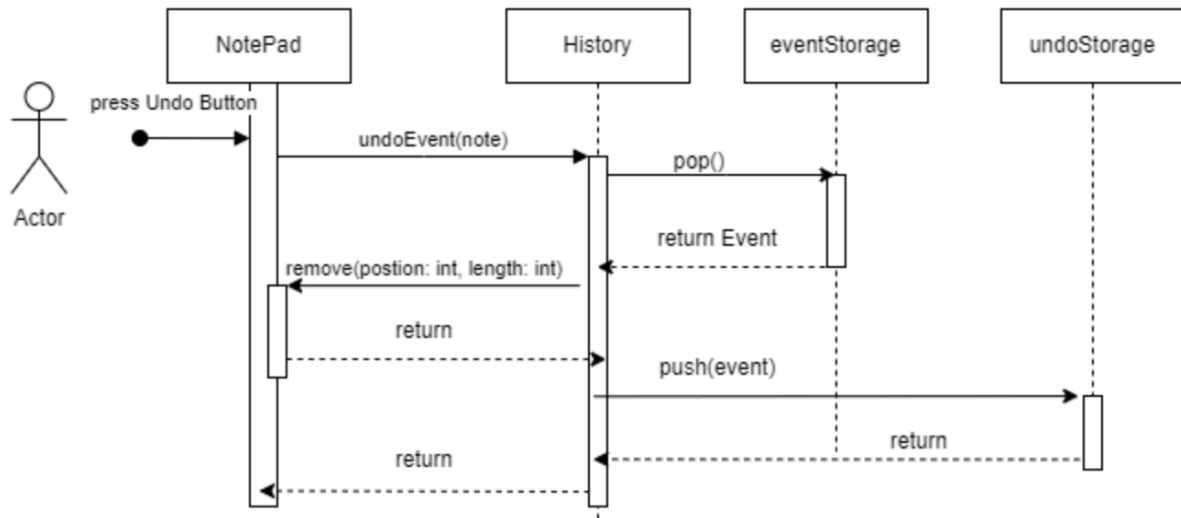 NotePad
History
eventStorage
undoStorage
press Undo Button
undoEvent(note)
pop()
Actor
return Event
remove(postion: int, length: int)
return
push(event)
return
return